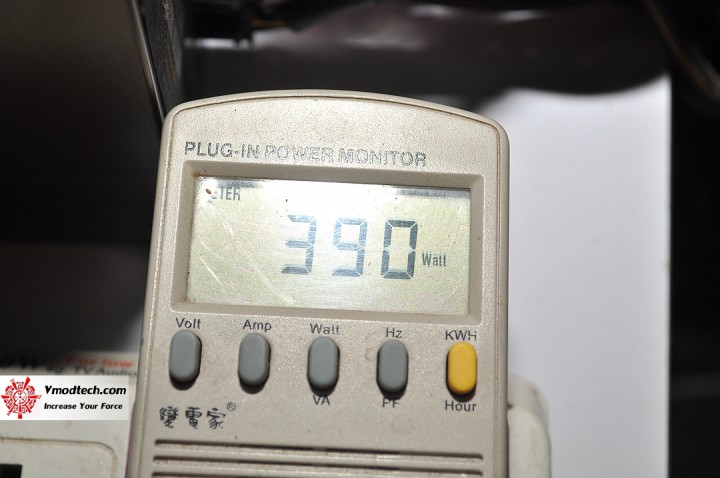 PLUG-IN POWER MONITOR
390 Watt
Volt Amp Watt Hz KWH
VA PF Hour
變電家®
Vmodtech.com
Increase Your Force